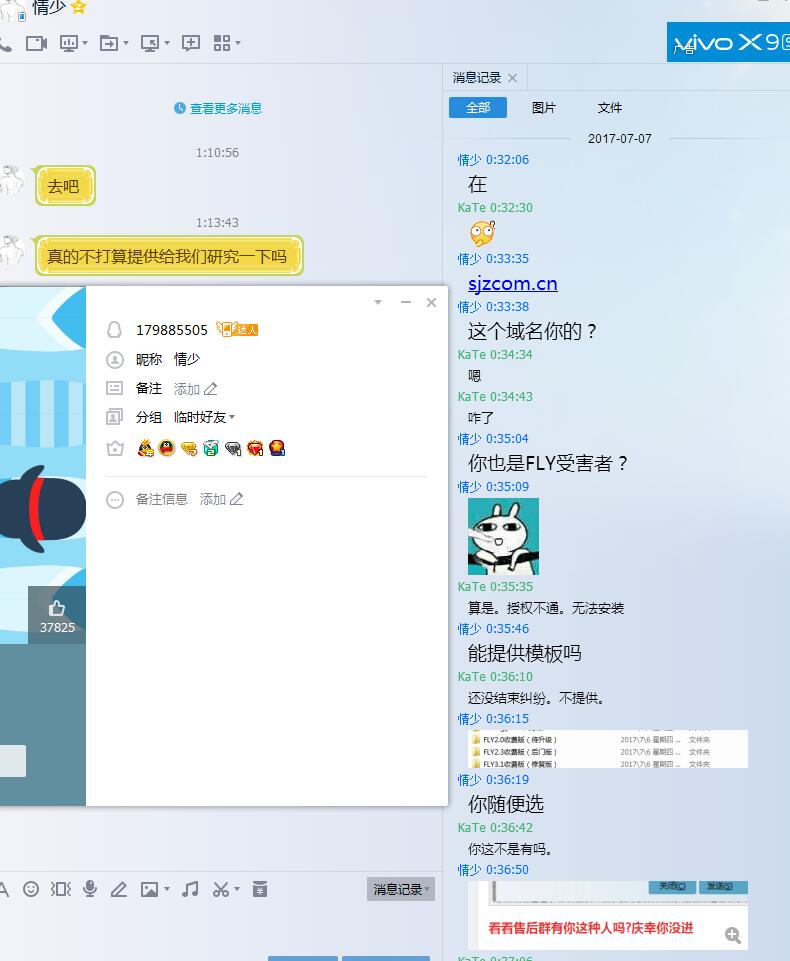 情少
vivo X9s
广告
查看更多消息
1:10:56
去吧
1:13:43
真的不打算提供给我们研究一下吗
179885505
达人
昵称 情少
备注 添加
分组 临时好友
备注信息 添加
37825
消息记录
消息记录
全部 图片 文件
2017-07-07
情少 0:32:06
在
KaTe 0:32:30
情少 0:33:35
sjzcom.cn
情少 0:33:38
这个域名你的？
KaTe 0:34:34
嗯
KaTe 0:34:43
咋了
情少 0:35:04
你也是FLY受害者？
情少 0:35:09
KaTe 0:35:35
算是。授权不通。无法安装
情少 0:35:46
能提供模板吗
KaTe 0:36:10
还没结束纠纷。不提供。
情少 0:36:15
FLY2.0收费版（待升级） 2017\7\6 星期四 ... 文件夹
FLY2.3收费版（后门版） 2017\7\6 星期四 ... 文件夹
FLY3.1收费版（修复版） 2017\7\6 星期四 ... 文件夹
情少 0:36:19
你随便选
KaTe 0:36:42
你这不是有吗。
情少 0:36:50
关闭(C) 发送(S)
看看售后群有你这种人吗?庆幸你没进
KaTe 0:37:06